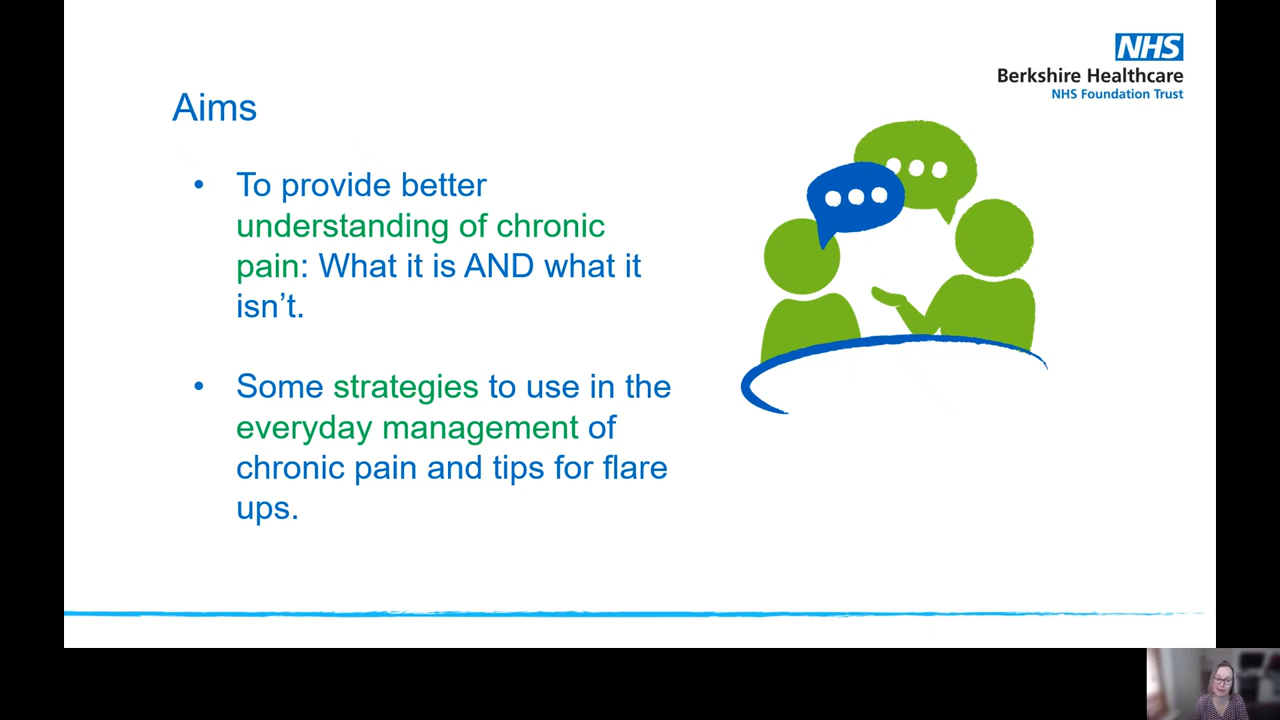 NHS
Berkshire Healthcare
NHS Foundation Trust
Aims
• To provide better
understanding of chronic
pain: What it is AND what it
isn’t.
• Some strategies to use in the
everyday management of
chronic pain and tips for flare
ups.